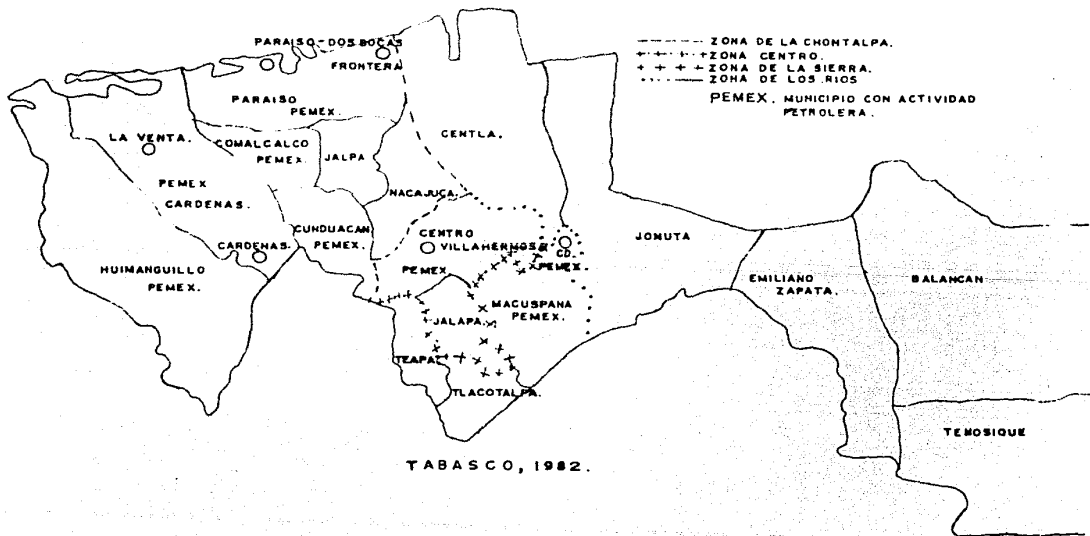 PARAISO-DOS BOCAS
FRONTERA
ZONA DE LA CHONTALPA.
ZONA CENTRO.
ZONA DE LA SIERRA.
ZONA DE LOS RIOS
PEMEX. MUNICIPIO CON ACTIVIDAD
PETROLERA.
PARAISO
PEMEX.
LA VENTA.
COMALCALCO
PEMEX.
JALPA
CENTLA.
PEMEX
CARDENAS.
NACAJUCA.
CUNDUACAN
PEMEX.
CARDENAS.
CENTRO
VILLAHERMOSA
PEMEX
CD.
PEMEX.
JONUTA
HUIMANGUILLO
PEMEX.
EMILIANO
ZAPATA.
BALANCAN
MACUSPANA
PEMEX.
JALAPA.
TEAPA.
TLACOTALPA.
TENOSIQUE
TABASCO, 1982.